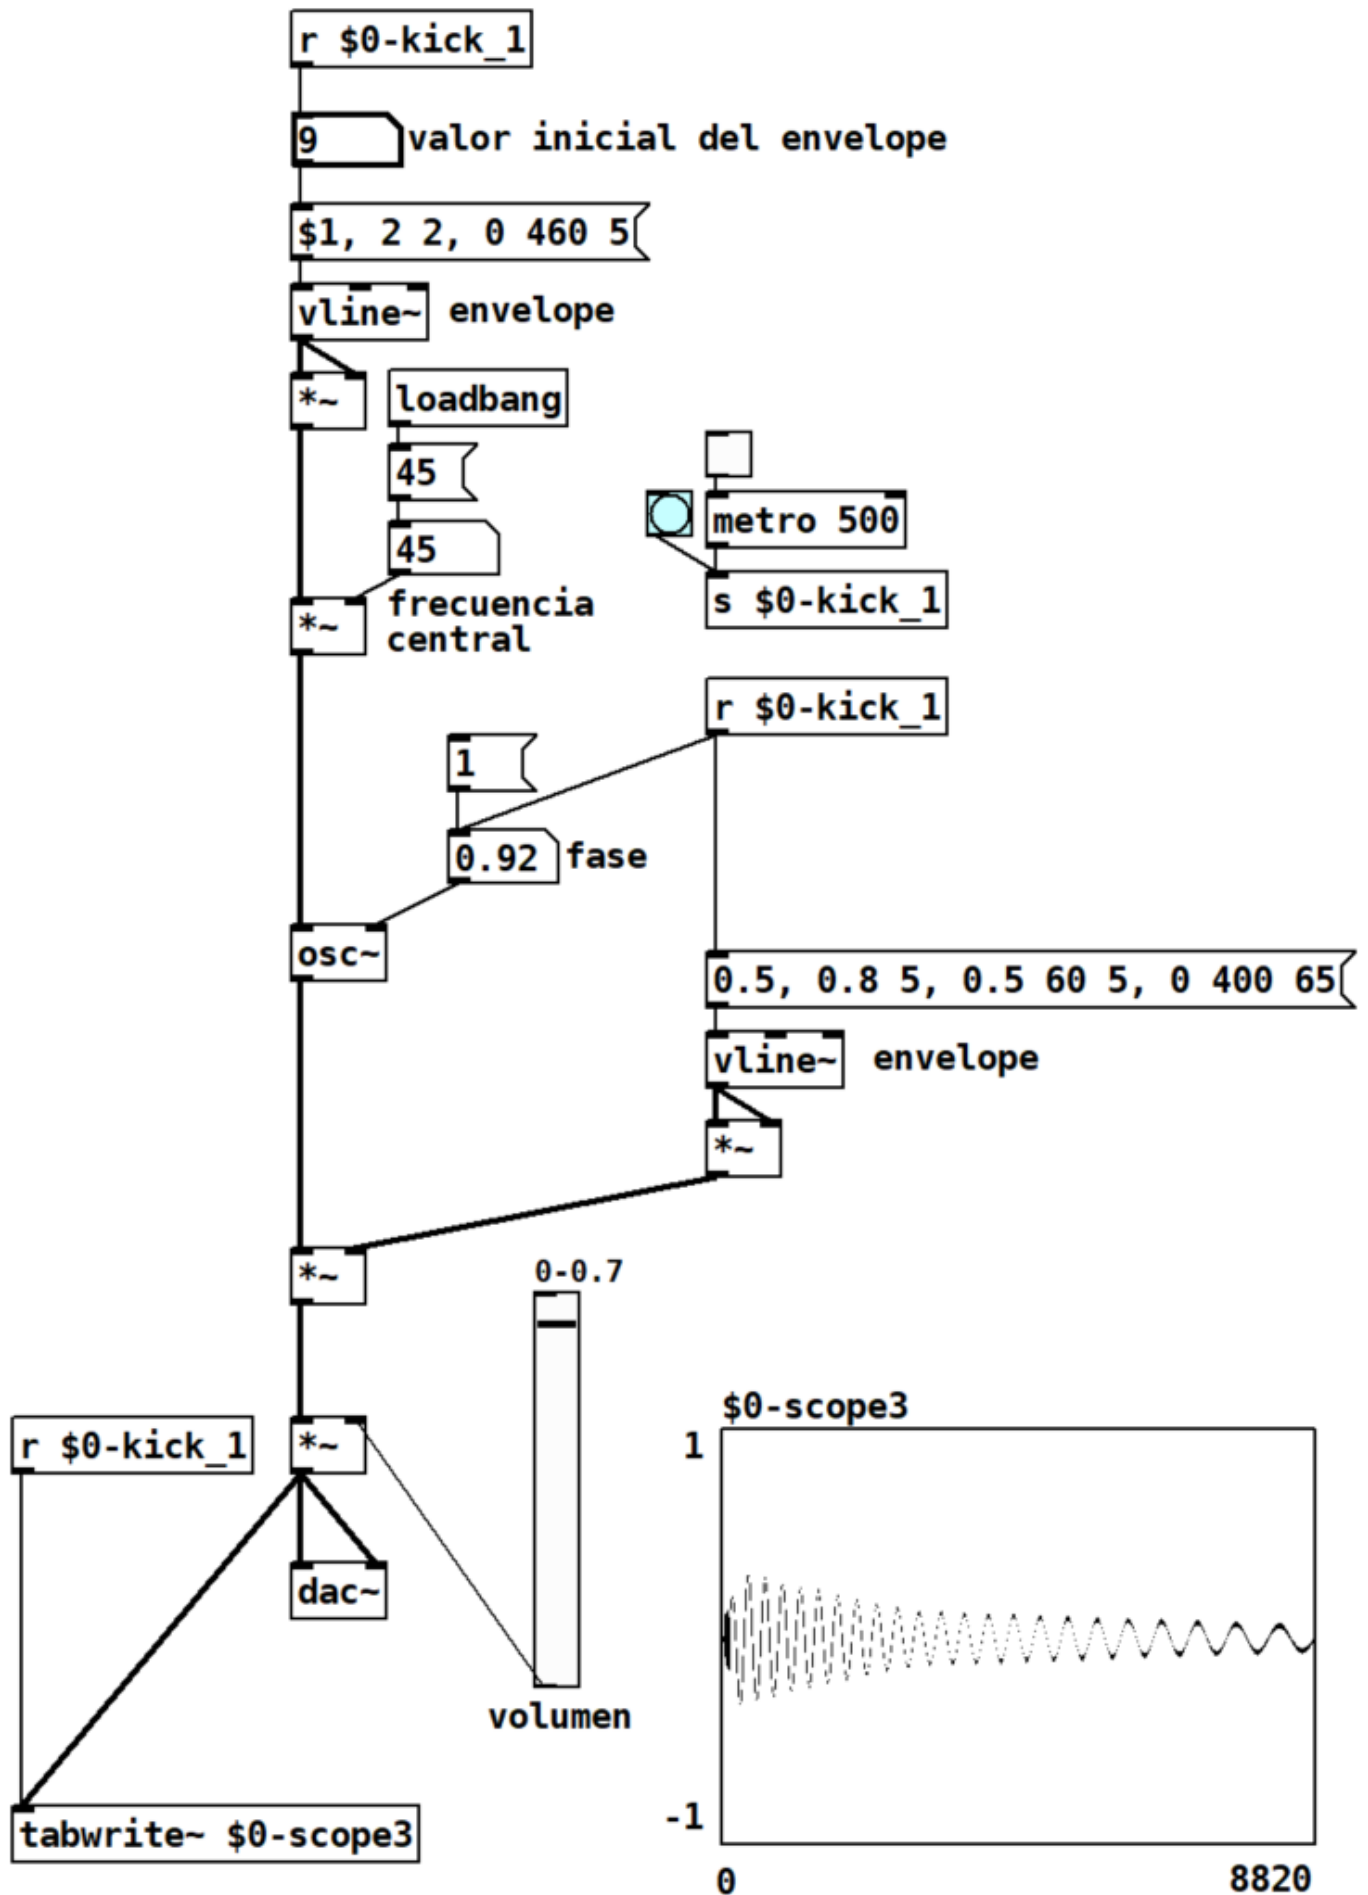 r $0-kick_1
9
valor inicial del envelope
$1, 2 2, 0 460 5
vline~
envelope
*~
loadbang
45
45
*~
frecuencia
central
metro 500
s $0-kick_1
r $0-kick_1
1
0.92
fase
osc~
0.5, 0.8 5, 0.5 60 5, 0 400 65
vline~
envelope
*~
*~
0-0.7
r $0-kick_1
*~
dac~
volumen
tabwrite~ $0-scope3
$0-scope3
1
-1
0
8820